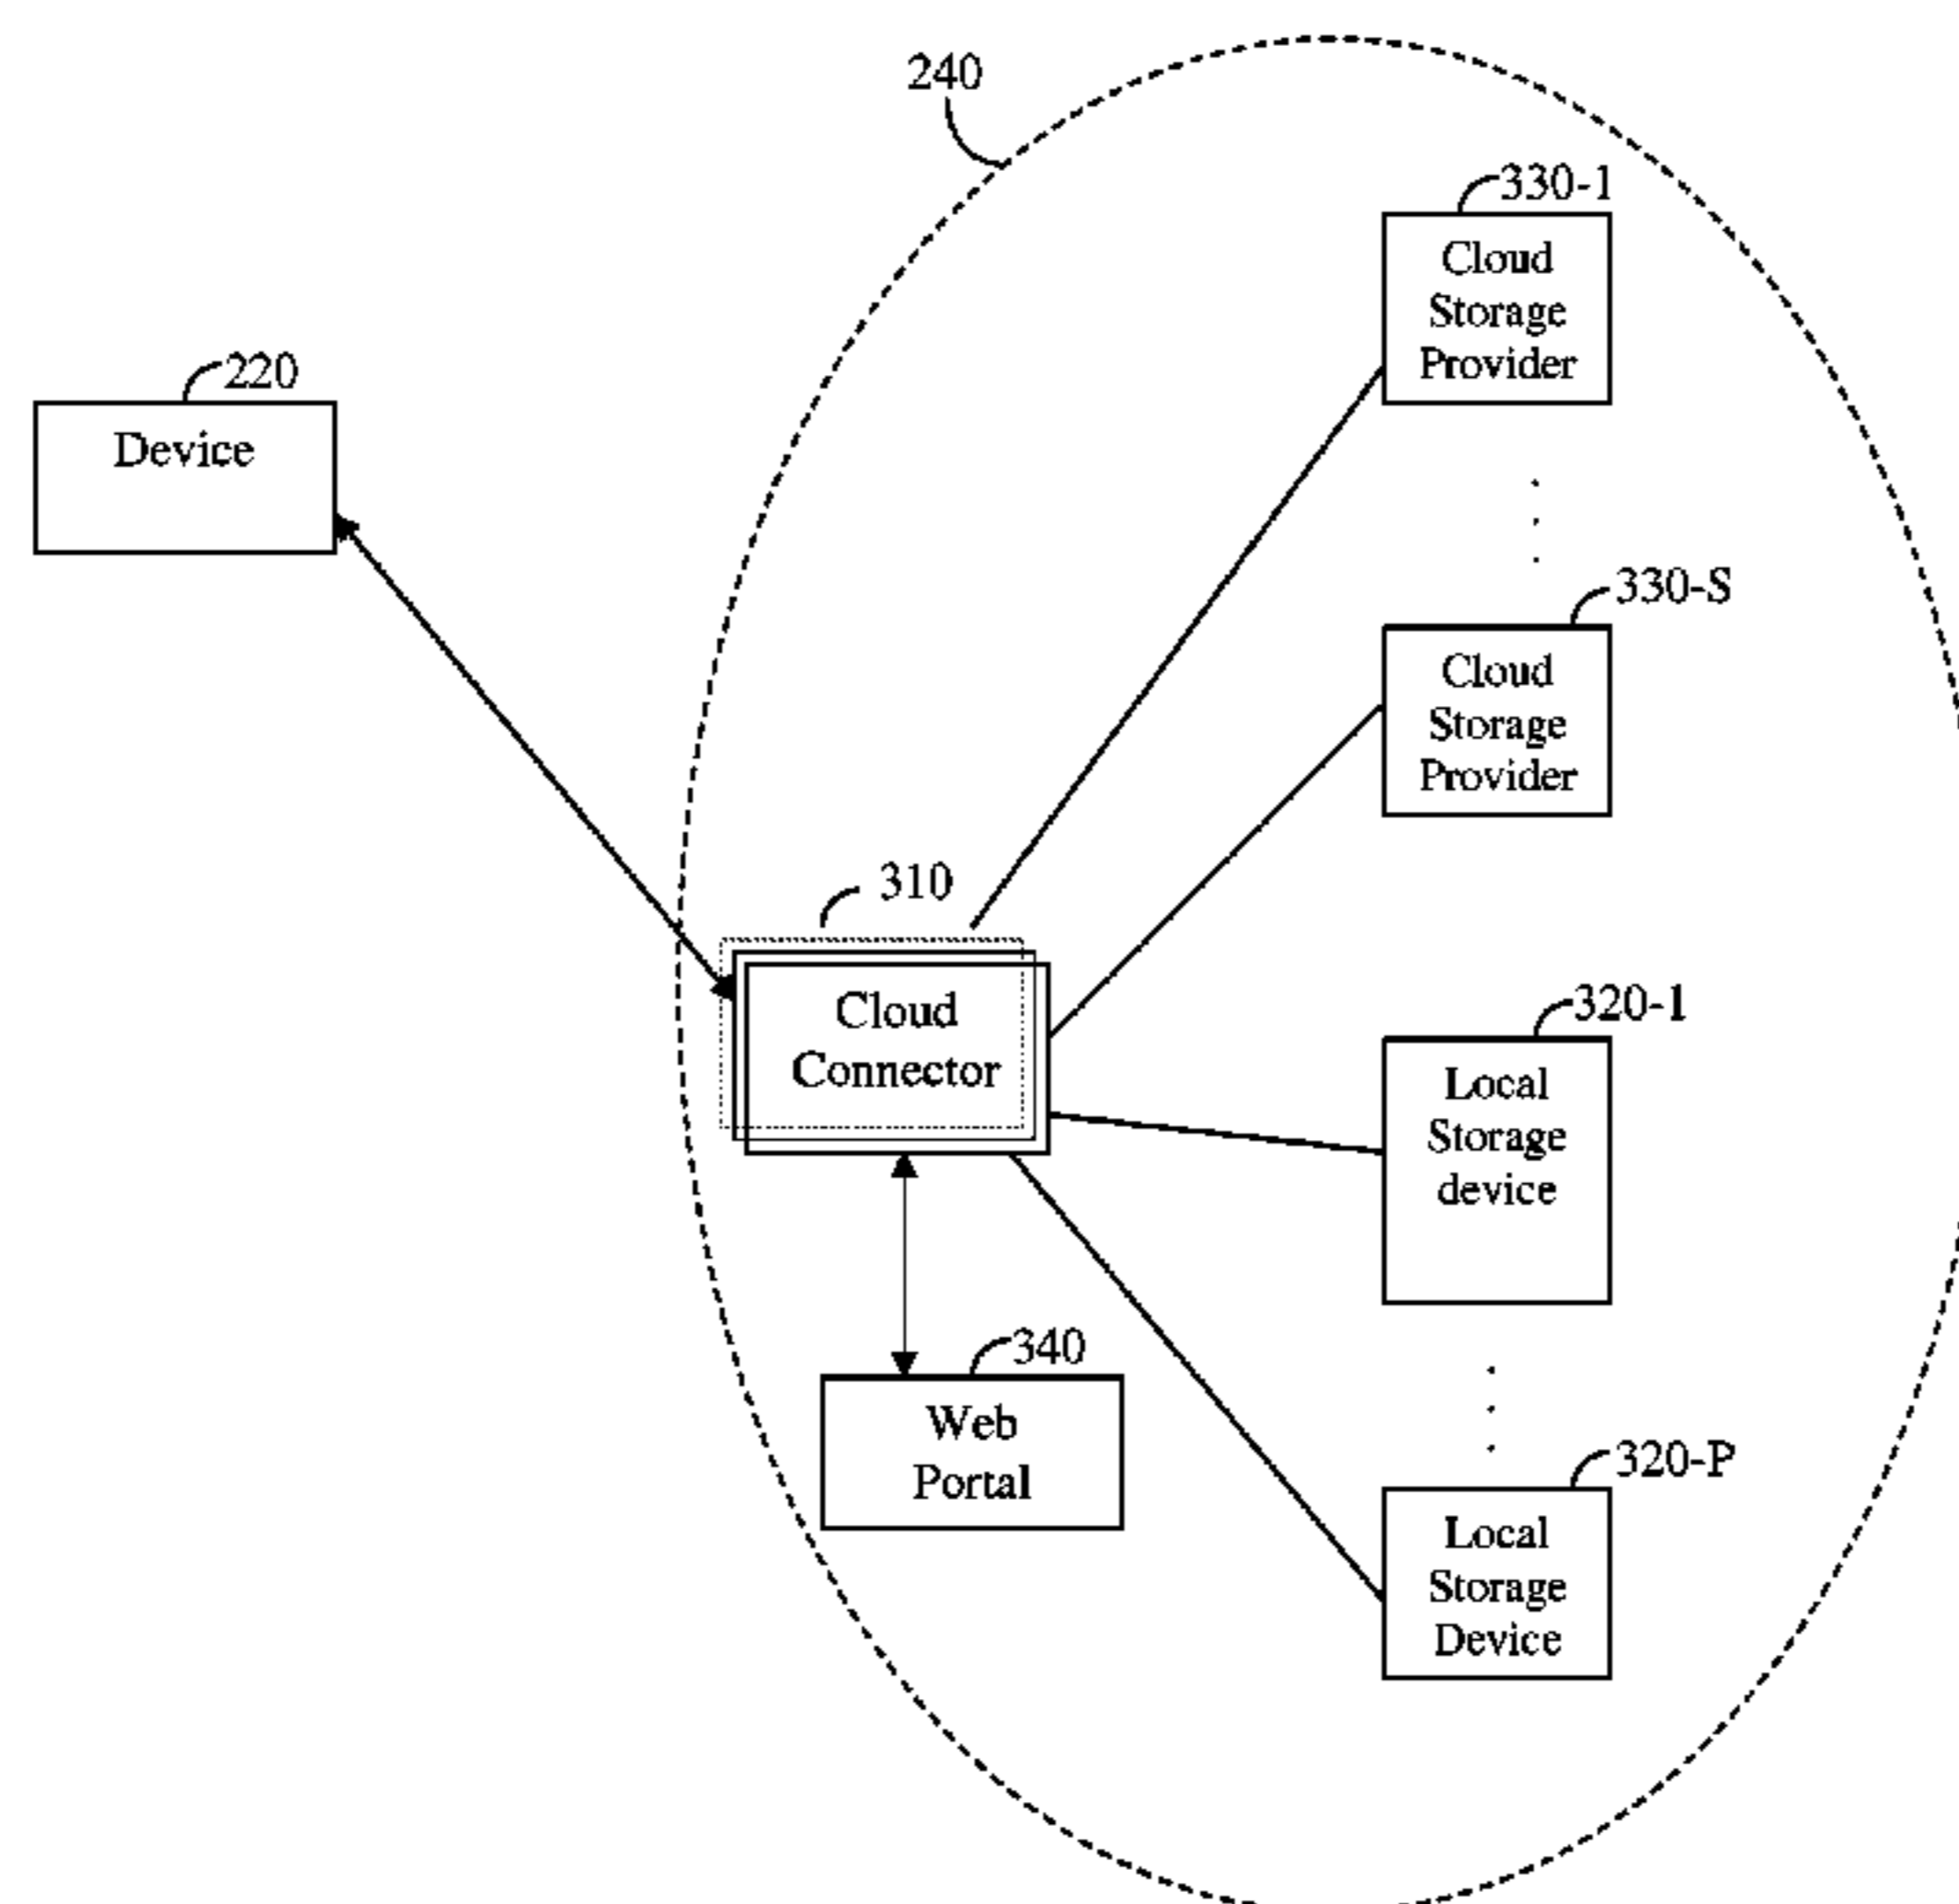 240
330-1
Cloud
Storage
Provider
220
Device
330-S
Cloud
Storage
Provider
310
Cloud
Connector
320-1
Local
Storage
device
340
Web
Portal
320-P
Local
Storage
Device